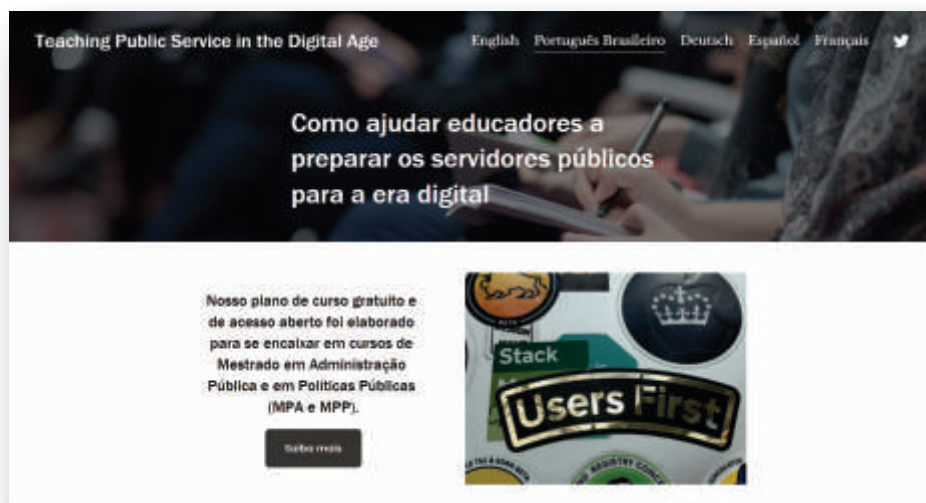 Teaching Public Service in the Digital Age
English Português Brasileiro Deutsch Español Français
Como ajudar educadores a
preparar os servidores públicos
para a era digital
Nosso plano de curso gratuito e
de acesso aberto foi elaborado
para se encaixar em cursos de
Mestrado em Administração
Pública e em Políticas Públicas
(MPA e MPP).
Saiba mais
Stack
Users First
REGISTRY